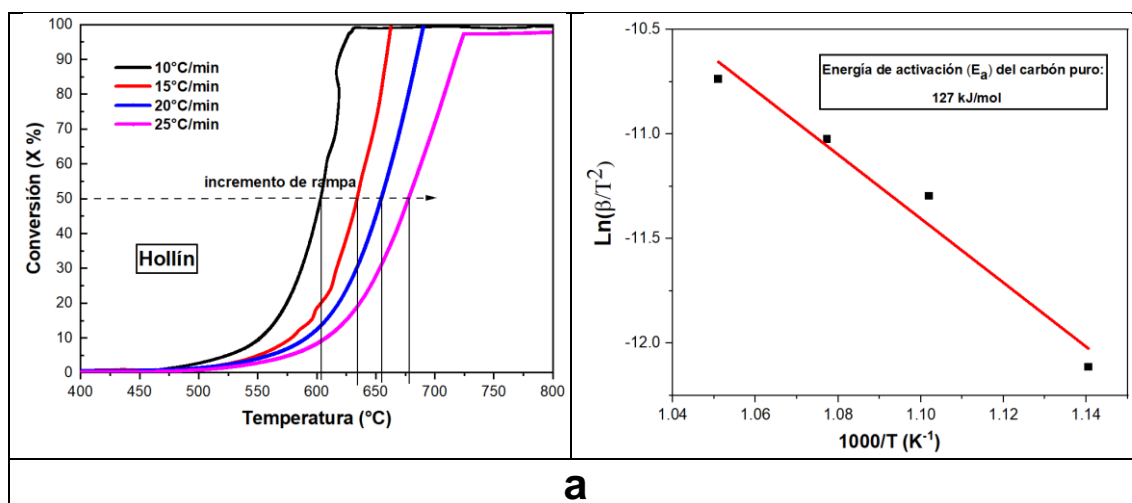 100
90
80
70
60
50
40
30
20
10
0
Conversión (X %)
10°C/min
15°C/min
20°C/min
25°C/min
incremento de rampa
Hollín
400 450 500 550 600 650 700 750 800
Temperatura (°C)
-10.5
-11.0
-11.5
-12.0
Ln(β/T²)
Energía de activación (Eₐ) del carbón puro:
127 kJ/mol
1.04 1.06 1.08 1.10 1.12 1.14
1000/T (K⁻¹)
a